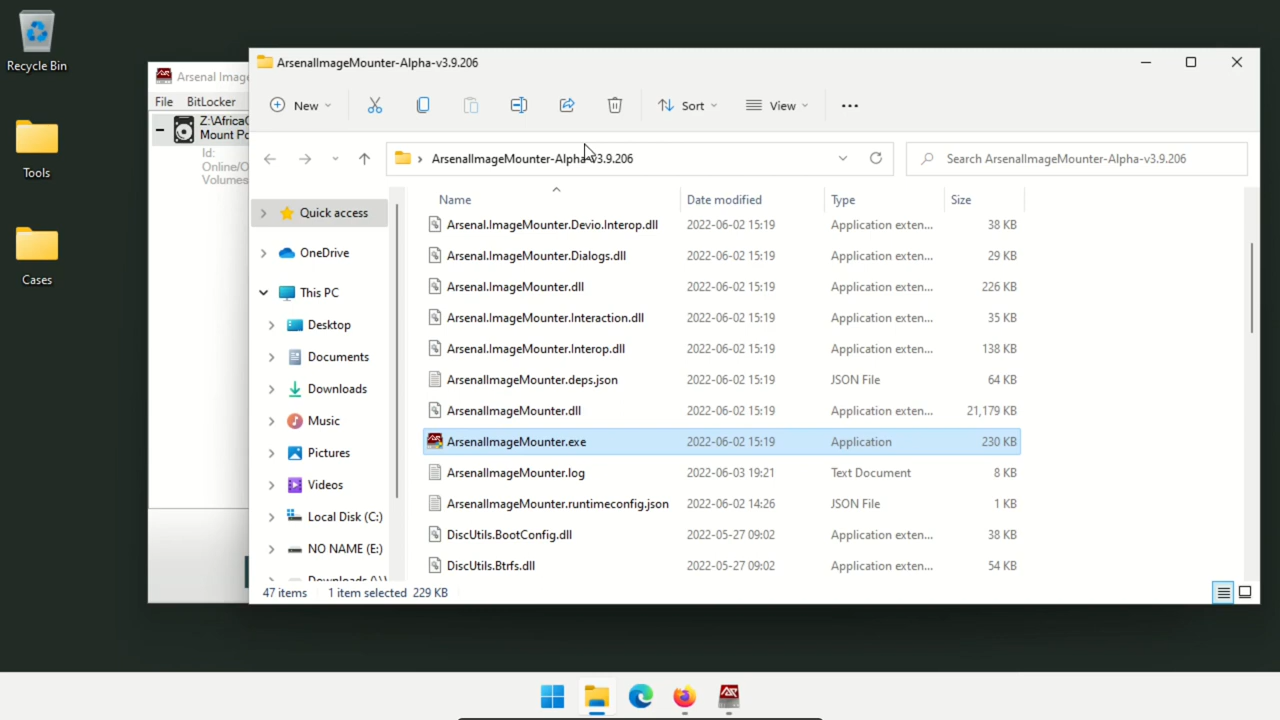 Recycle Bin
Tools
Cases
Arsenal Imag
File BitLocker
Z:\Africa
Mount Po
Id:
Online/O
Volumes
ArsenalImageMounter-Alpha-v3.9.206
New
Sort
View
ArsenalImageMounter-Alpha-v3.9.206
Search ArsenalImageMounter-Alpha-v3.9.206
Quick access
OneDrive
This PC
Desktop
Documents
Downloads
Music
Pictures
Videos
Local Disk (C:)
NO NAME (E:)
Name Date modified Type Size
Arsenal.ImageMounter.Devio.Interop.dll 2022-06-02 15:19 Application exten... 38 KB
Arsenal.ImageMounter.Dialogs.dll 2022-06-02 15:19 Application exten... 29 KB
Arsenal.ImageMounter.dll 2022-06-02 15:19 Application exten... 226 KB
Arsenal.ImageMounter.Interaction.dll 2022-06-02 15:19 Application exten... 35 KB
Arsenal.ImageMounter.Interop.dll 2022-06-02 15:19 Application exten... 138 KB
ArsenalImageMounter.deps.json 2022-06-02 15:19 JSON File 64 KB
ArsenalImageMounter.dll 2022-06-02 15:19 Application exten... 21,179 KB
ArsenalImageMounter.exe 2022-06-02 15:19 Application 230 KB
ArsenalImageMounter.log 2022-06-03 19:21 Text Document 8 KB
ArsenalImageMounter.runtimeconfig.json 2022-06-02 14:26 JSON File 1 KB
DiscUtils.BootConfig.dll 2022-05-27 09:02 Application exten... 38 KB
DiscUtils.Btrfs.dll 2022-05-27 09:02 Application exten... 54 KB
47 items 1 item selected 229 KB